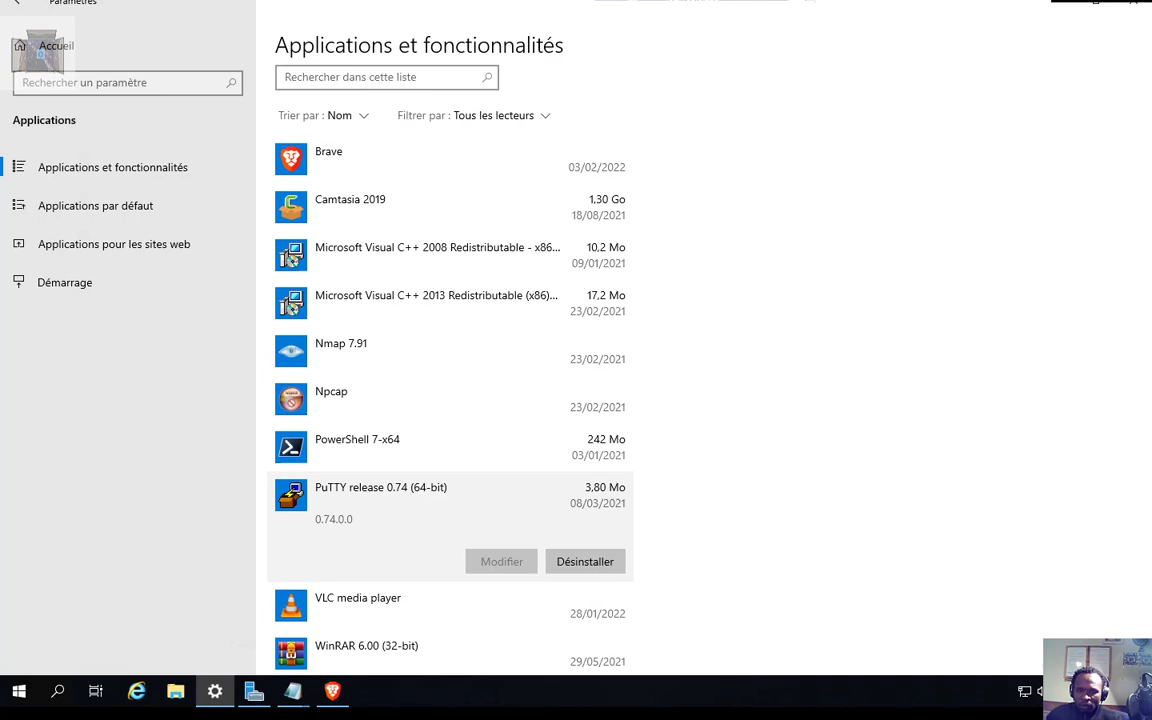 Paramètres
Accueil
Rechercher un paramètre
Applications
Applications et fonctionnalités
Applications par défaut
Applications pour les sites web
Démarrage
Applications et fonctionnalités
Rechercher dans cette liste
Trier par : Nom
Filtrer par : Tous les lecteurs
Brave
03/02/2022
Camtasia 2019
1,30 Go
18/08/2021
Microsoft Visual C++ 2008 Redistributable - x86...
10,2 Mo
09/01/2021
Microsoft Visual C++ 2013 Redistributable (x86)...
17,2 Mo
23/02/2021
Nmap 7.91
23/02/2021
Npcap
23/02/2021
PowerShell 7-x64
242 Mo
03/01/2021
PuTTY release 0.74 (64-bit)
3,80 Mo
08/03/2021
0.74.0.0
Modifier
Désinstaller
VLC media player
28/01/2022
WinRAR 6.00 (32-bit)
29/05/2021